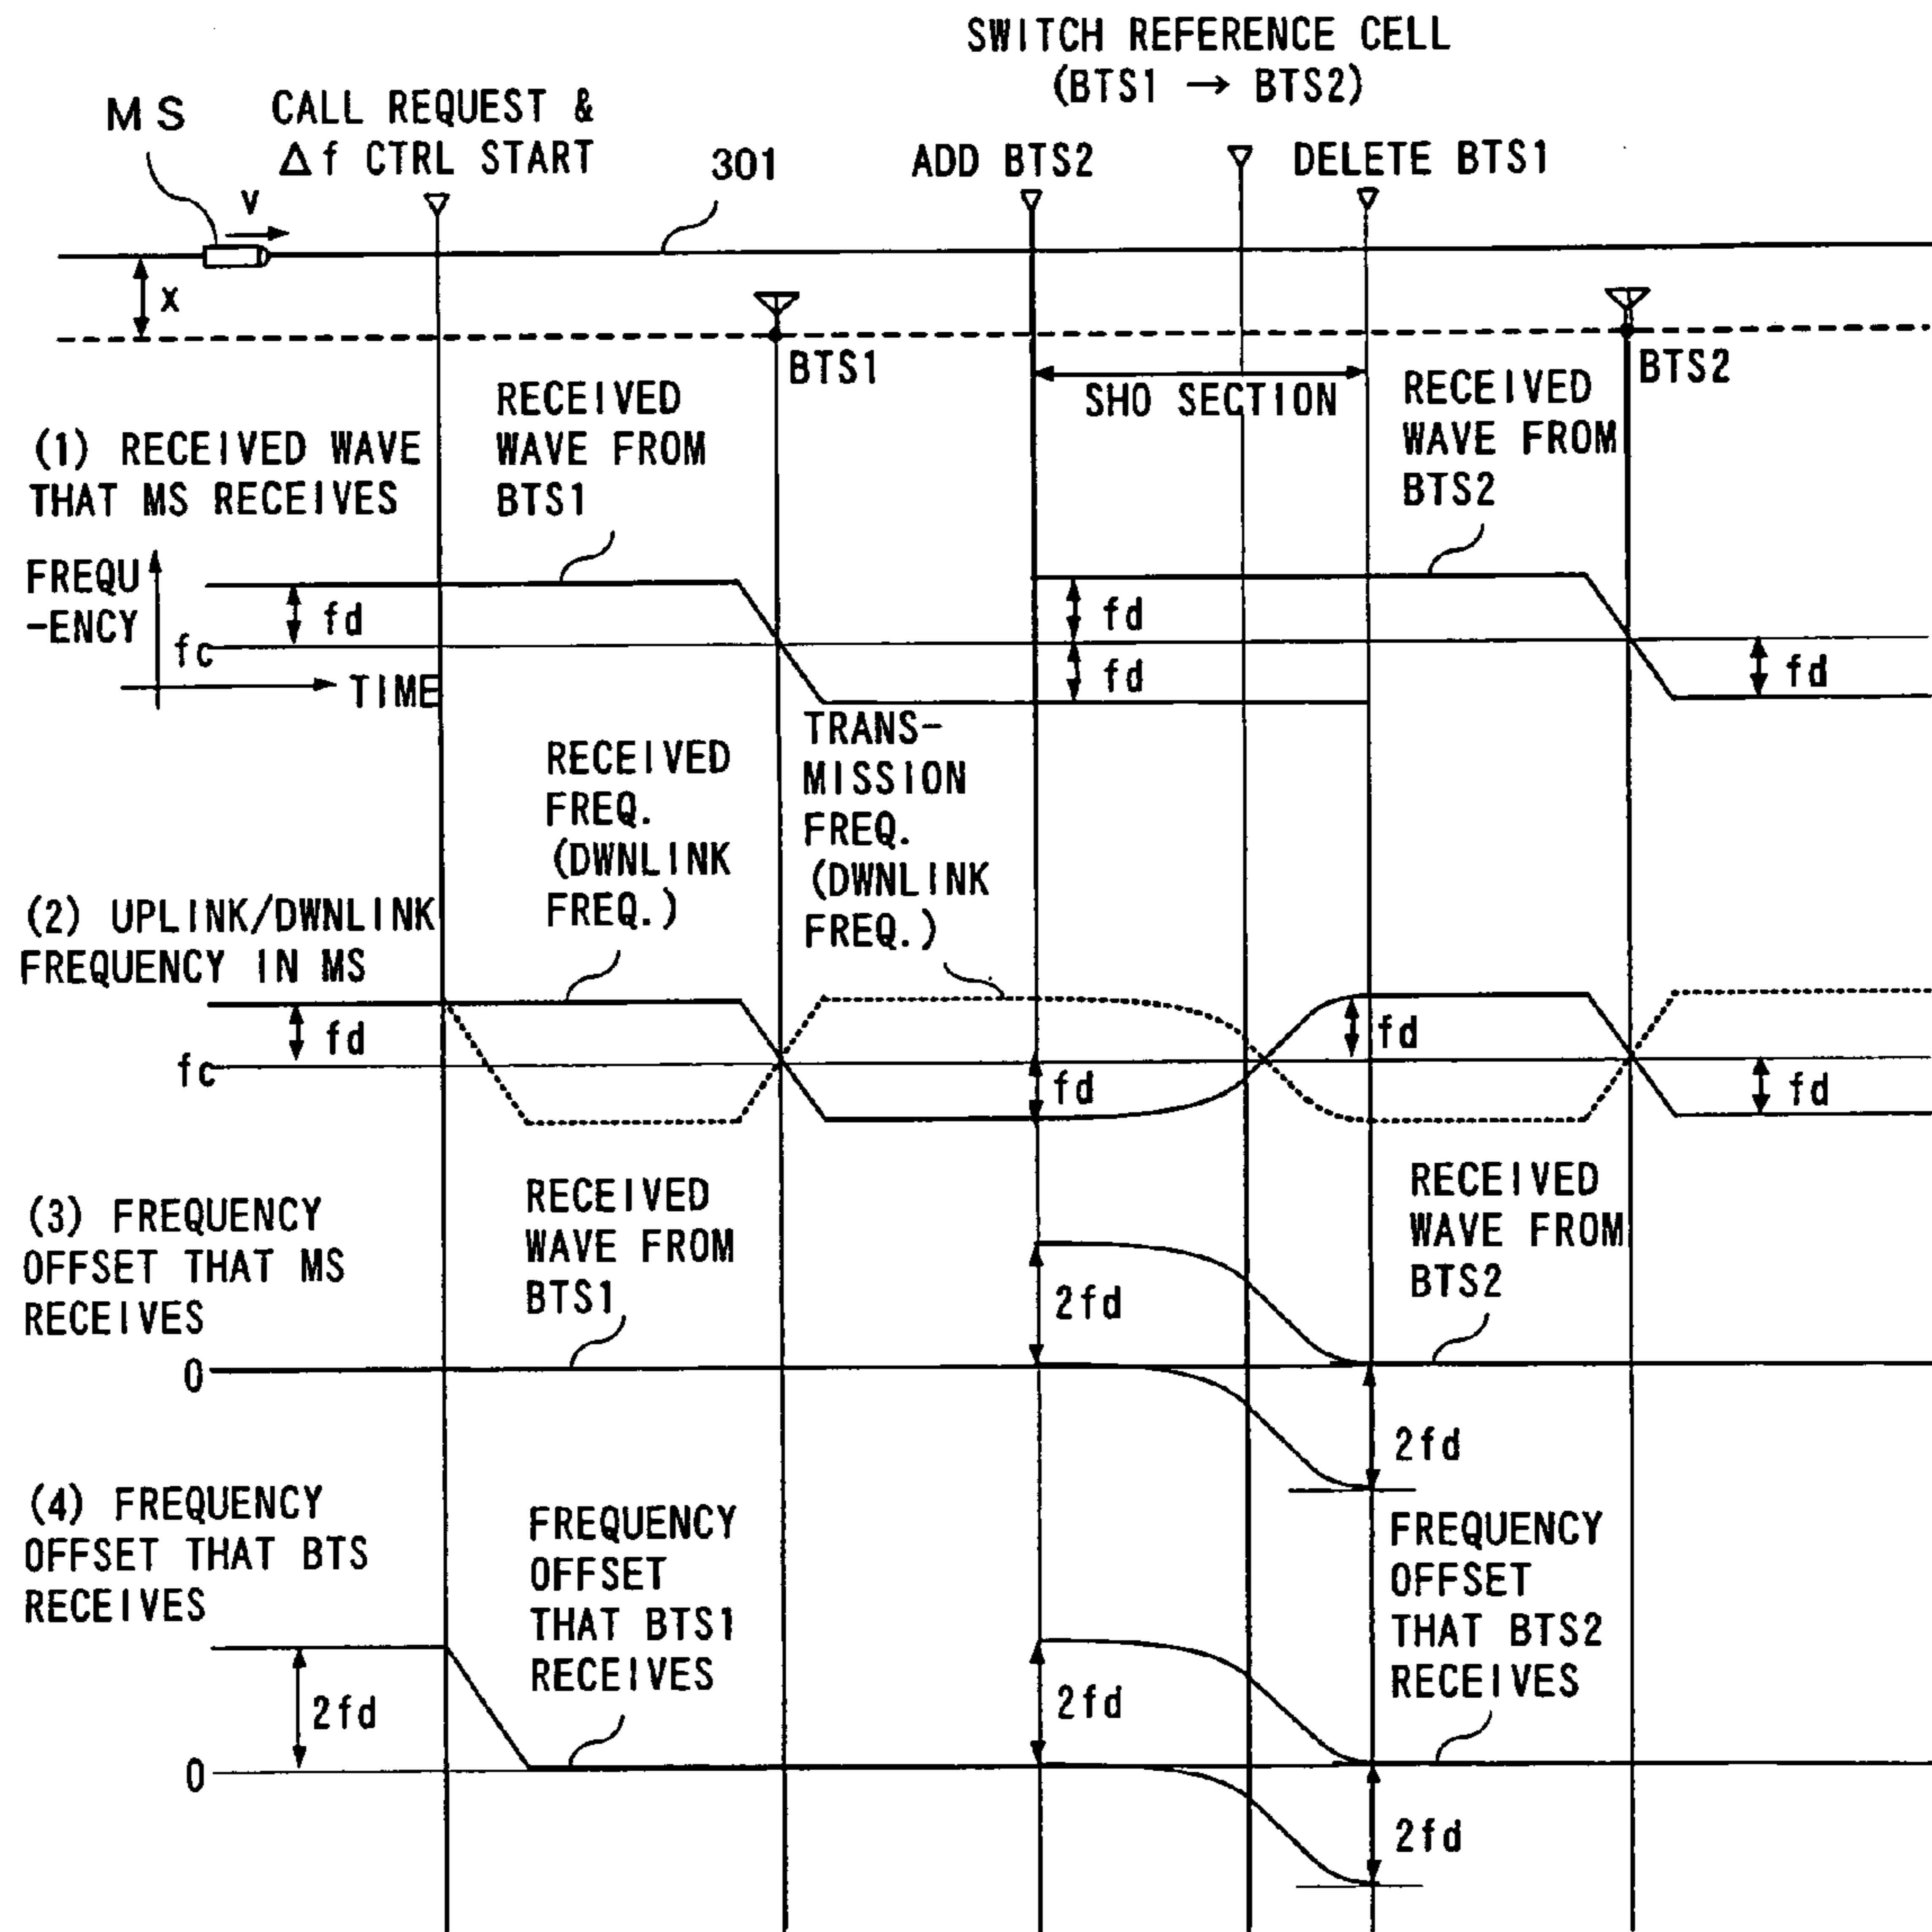 SWITCH REFERENCE CELL
(BTS1 → BTS2)
MS
CALL REQUEST &
Δf CTRL START
301
ADD BTS2
DELETE BTS1
V
X
BTS1
BTS2
SHO SECTION
(1) RECEIVED WAVE
THAT MS RECEIVES
RECEIVED
WAVE FROM
BTS1
RECEIVED
WAVE FROM
BTS2
FREQU
-ENCY
fd
fc
TIME
fd
fd
fd
RECEIVED
FREQ.
(DWNLINK
FREQ.)
TRANS-
MISSION
FREQ.
(DWNLINK
FREQ.)
(2) UPLINK/DWNLINK
FREQUENCY IN MS
fd
fc
fd
fd
fd
(3) FREQUENCY
OFFSET THAT MS
RECEIVES
RECEIVED
WAVE FROM
BTS1
RECEIVED
WAVE FROM
BTS2
2fd
0
2fd
(4) FREQUENCY
OFFSET THAT BTS
RECEIVES
FREQUENCY
OFFSET
THAT BTS1
RECEIVES
FREQUENCY
OFFSET
THAT BTS2
RECEIVES
2fd
2fd
0
2fd